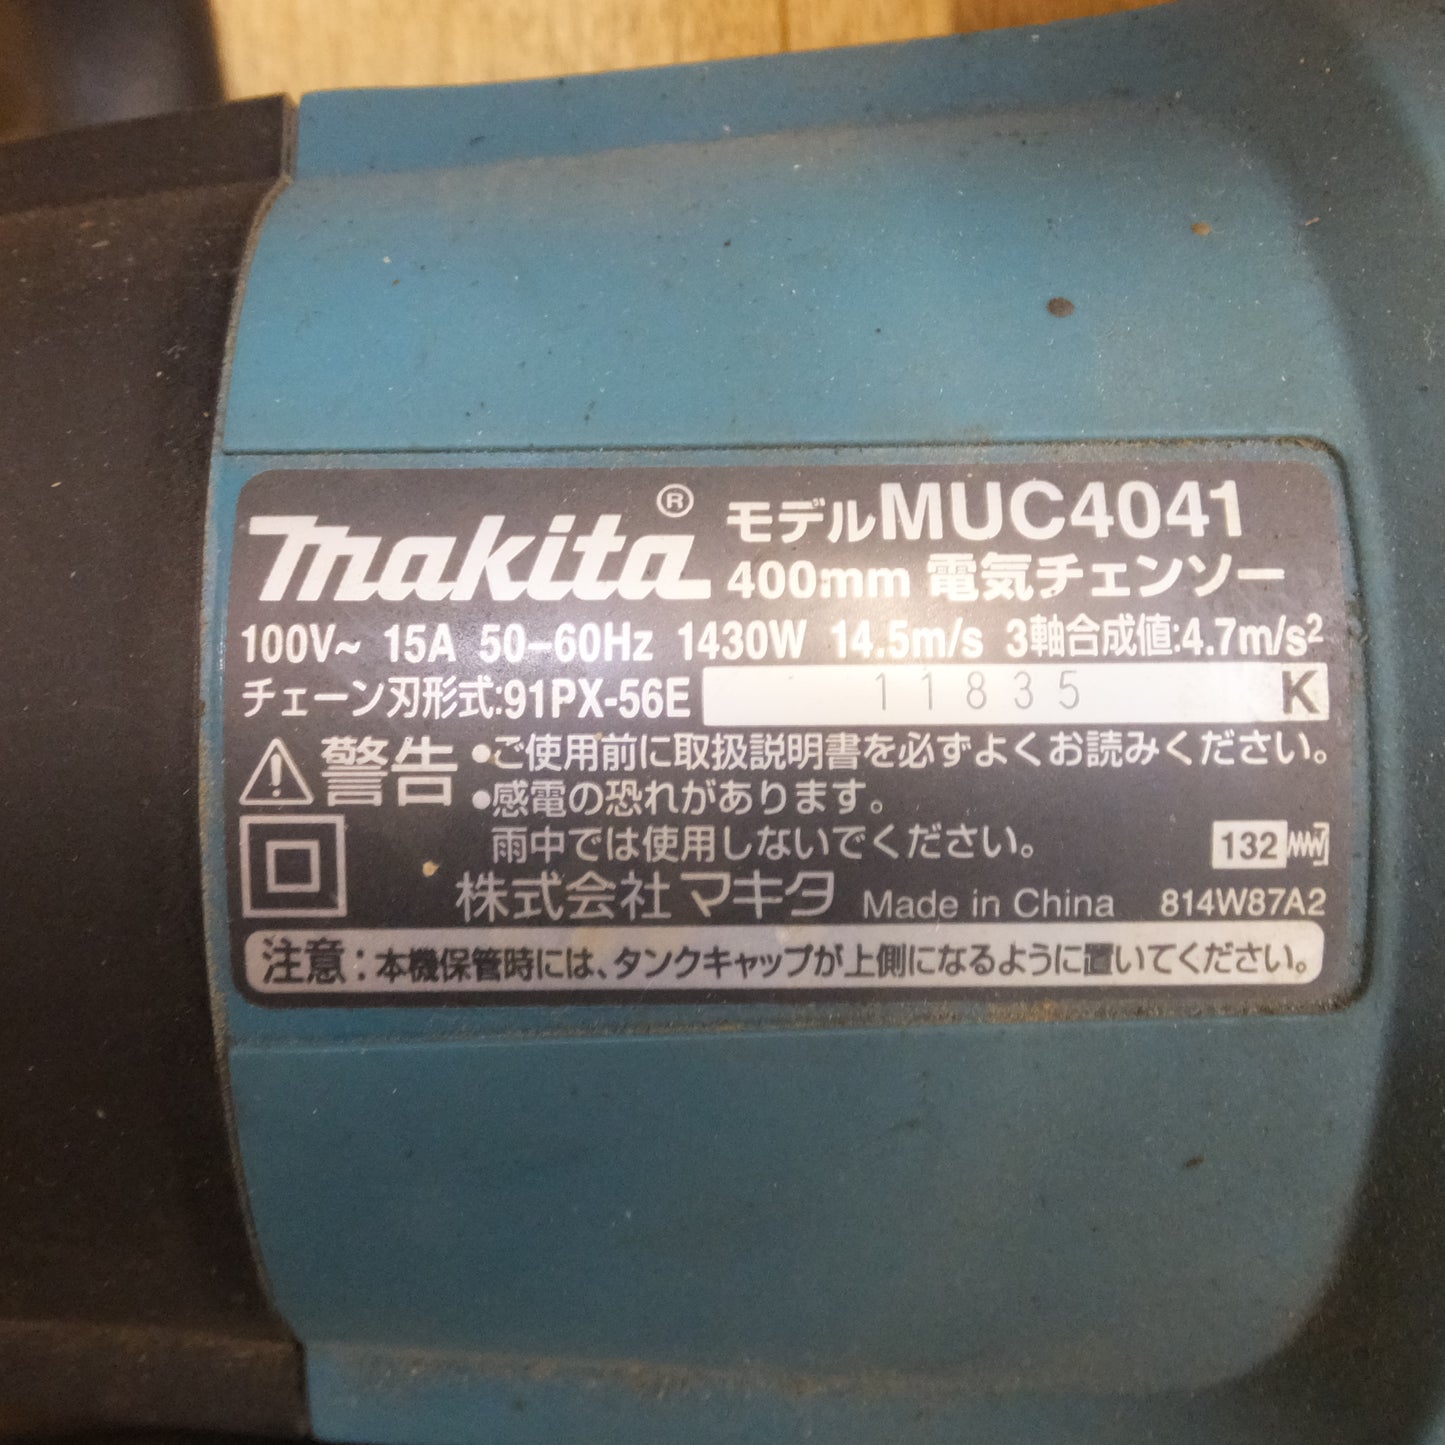 makita®
モデルMUC4041
400mm 電気チェンソー
100V~ 15A 50-60Hz 1430W 14.5m/s 3軸合成値:4.7m/s²
チェーン刃形式:91PX-56E 11835 K
警告 •ご使用前に取扱説明書を必ずよくお読みください。
•感電の恐れがあります。
雨中では使用しないでください。 132
株式会社マキタ Made in China 814W87A2
注意:本機保管時には、タンクキャップが上側になるように置いてください。